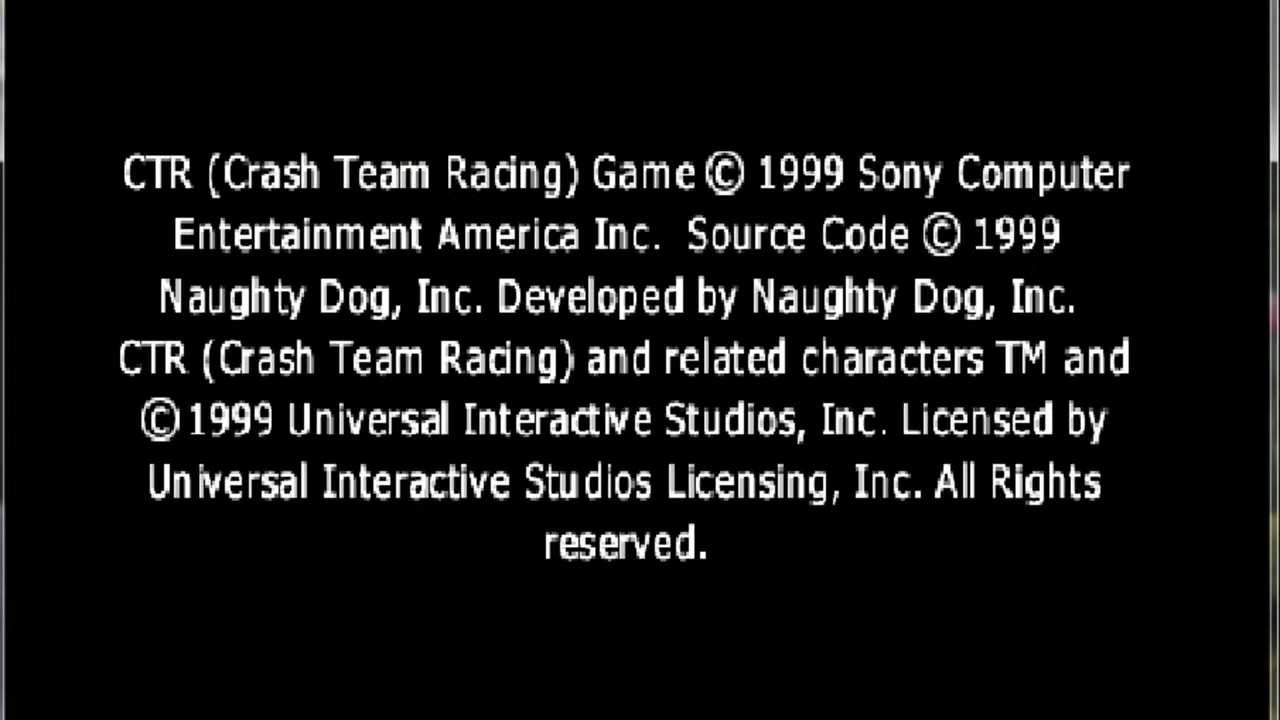 CTR (Crash Team Racing) Game © 1999 Sony Computer
Entertainment America Inc.  Source Code © 1999
Naughty Dog, Inc. Developed by Naughty Dog, Inc.
CTR (Crash Team Racing) and related characters TM and
© 1999 Universal Interactive Studios, Inc. Licensed by
Universal Interactive Studios Licensing, Inc. All Rights
reserved.